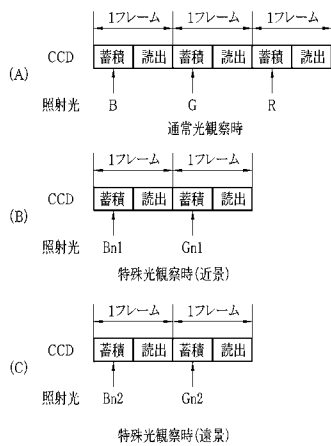 1フレーム 1フレーム 1フレーム
(A) CCD 蓄積 読出 蓄積 読出 蓄積 読出
照射光 B G R
通常光観察時
1フレーム 1フレーム
(B) CCD 蓄積 読出 蓄積 読出
照射光 Bn1 Gn1
特殊光観察時(近景)
1フレーム 1フレーム
(C) CCD 蓄積 読出 蓄積 読出
照射光 Bn2 Gn2
特殊光観察時(遠景)